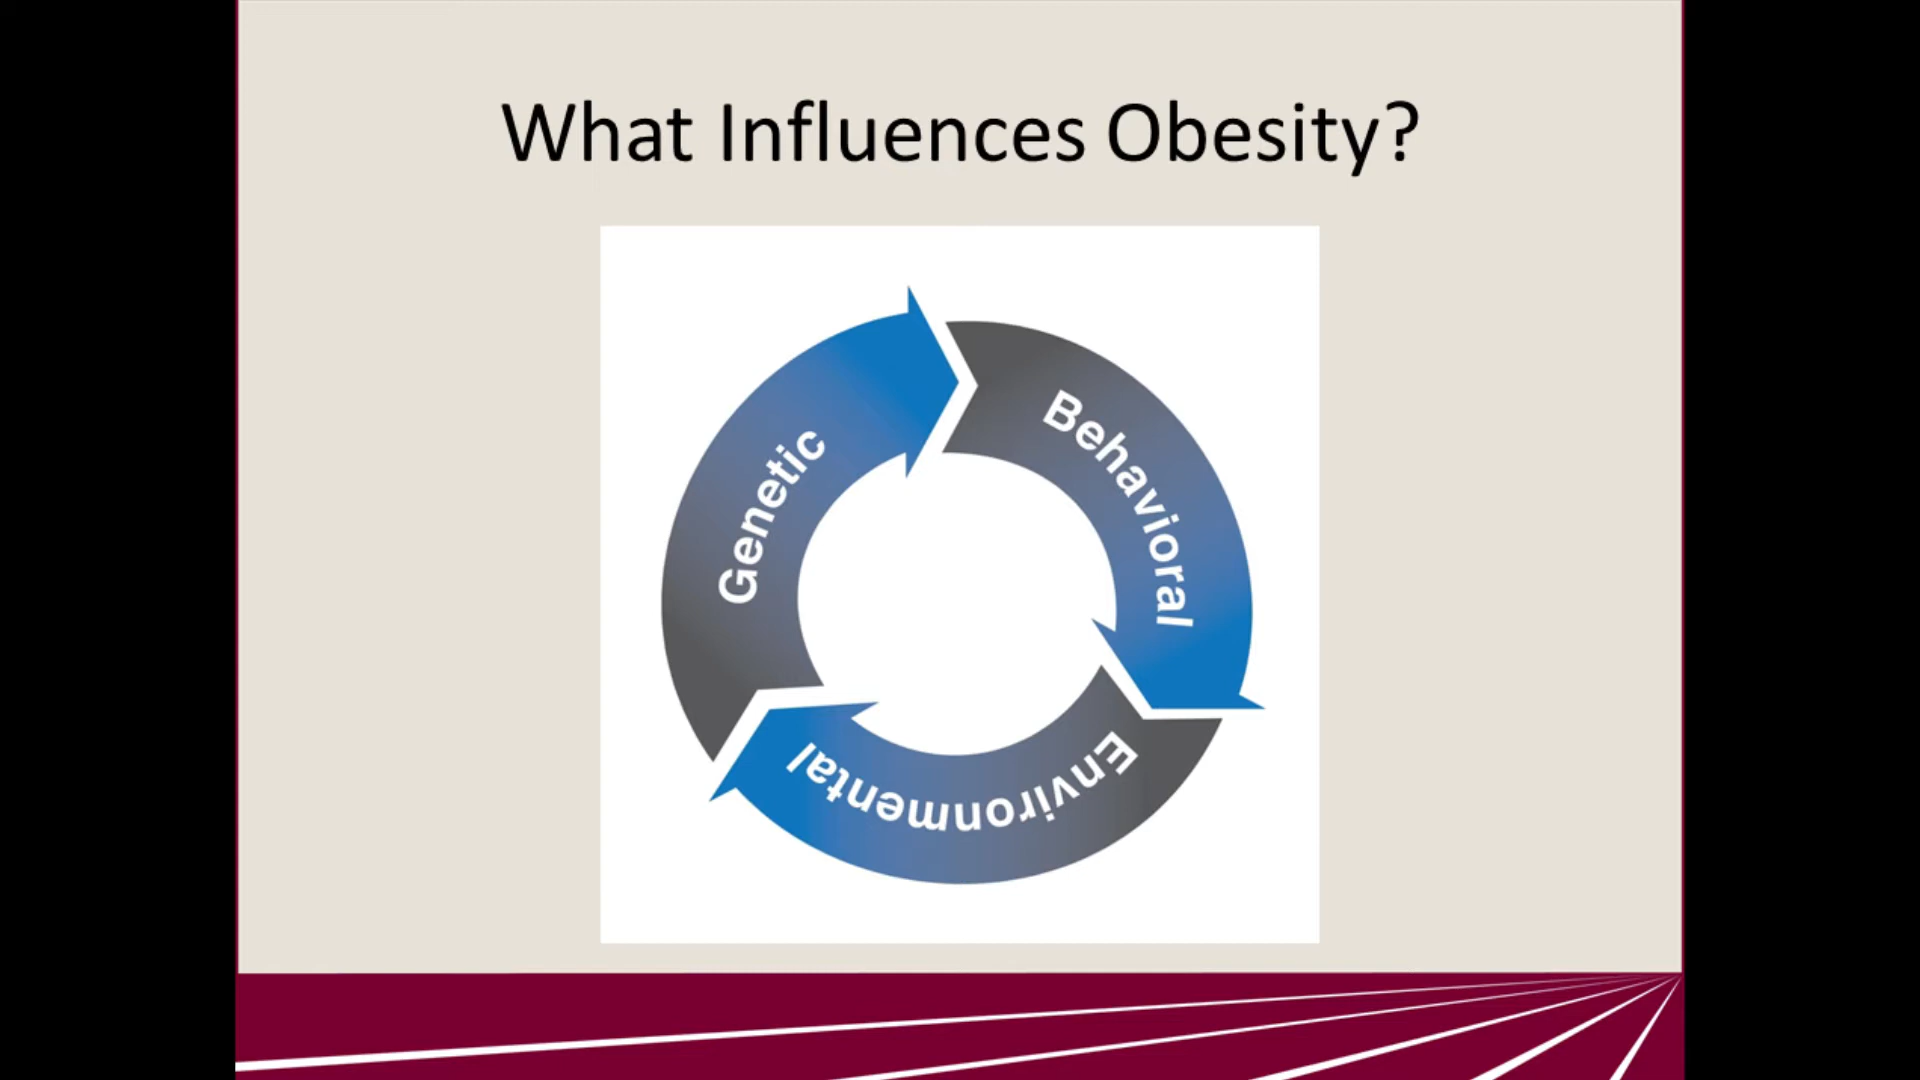 What Influences Obesity?
Genetic
Behavioral
Environmental